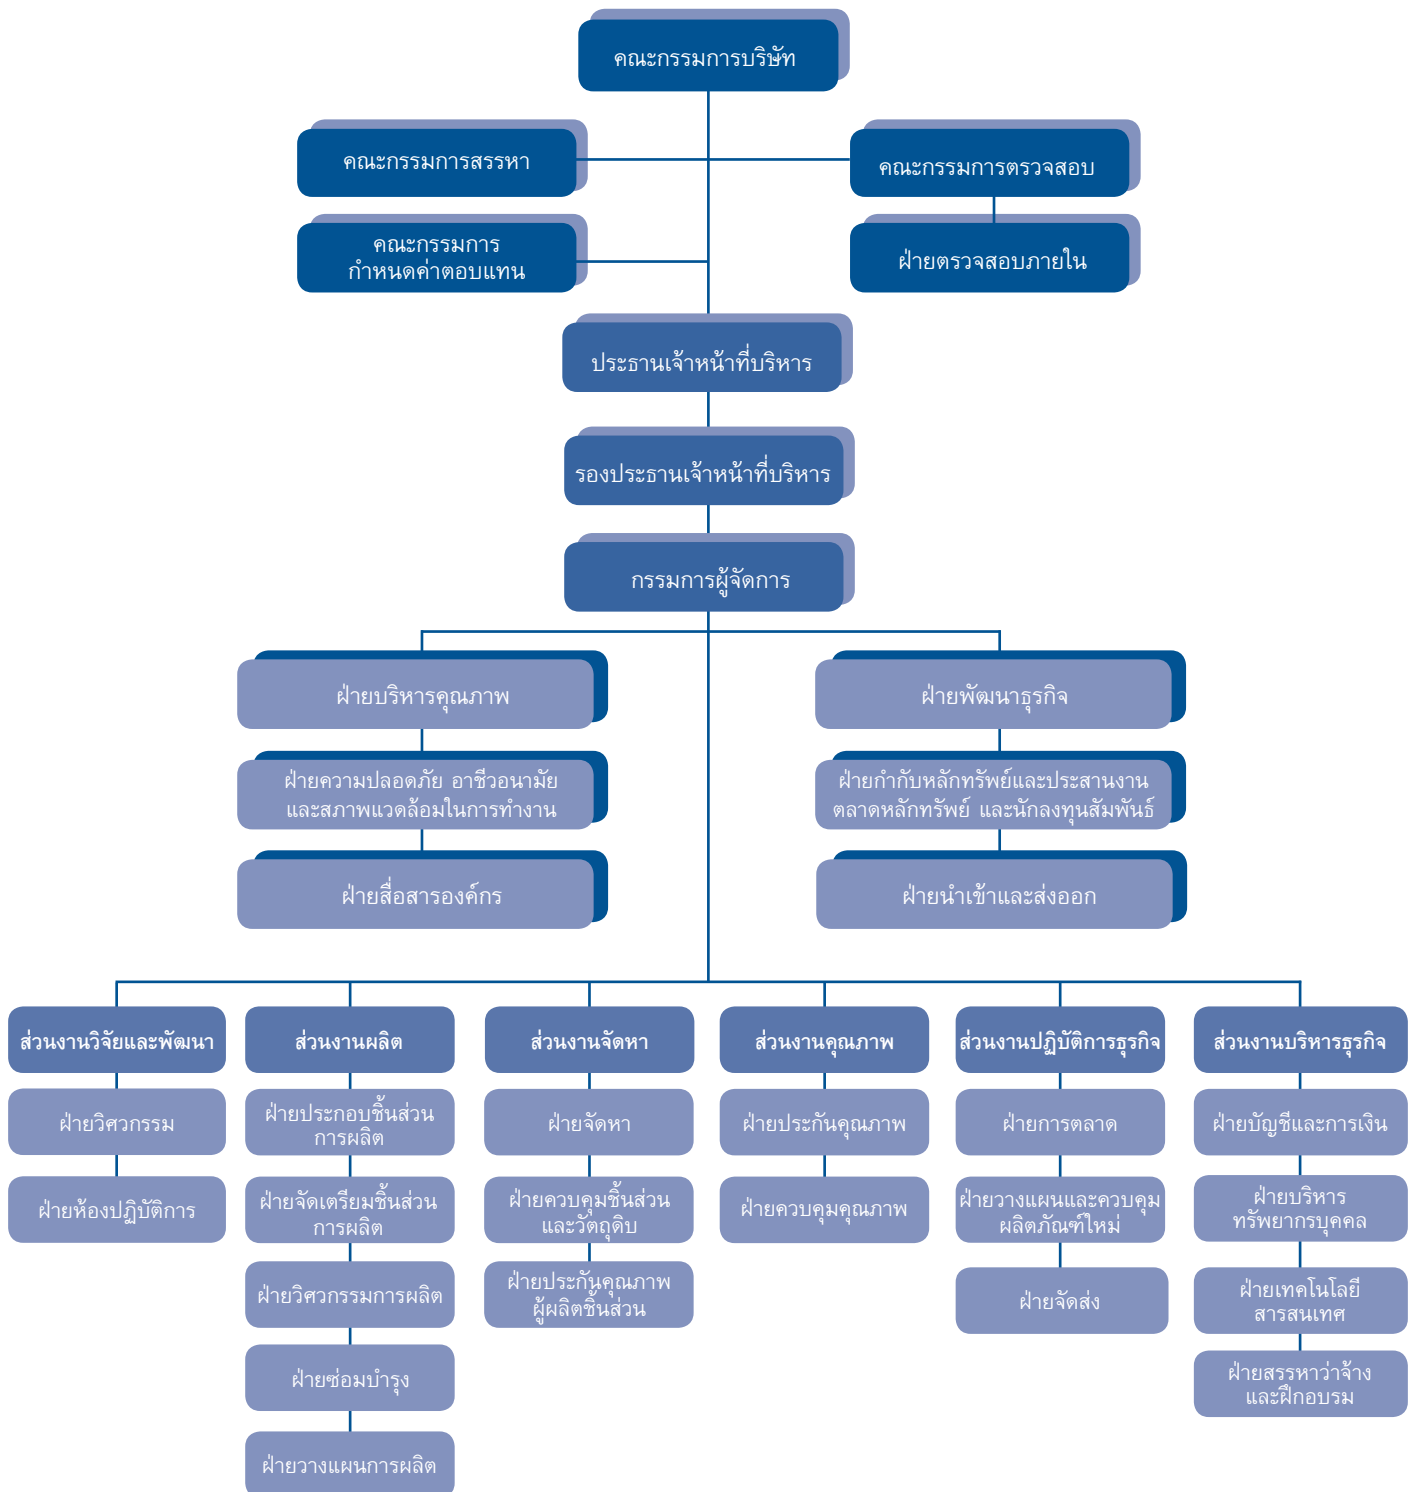 คณะกรรมการบริษัท
คณะกรรมการสรรหา
คณะกรรมการตรวจสอบ
คณะกรรมการ
กำหนดค่าตอบแทน
ฝ่ายตรวจสอบภายใน
ประธานเจ้าหน้าที่บริหาร
รองประธานเจ้าหน้าที่บริหาร
กรรมการผู้จัดการ
ฝ่ายบริหารคุณภาพ
ฝ่ายพัฒนาธุรกิจ
ฝ่ายความปลอดภัย อาชีวอนามัย
และสภาพแวดล้อมในการทำงาน
ฝ่ายกำกับหลักทรัพย์และประสานงาน
ตลาดหลักทรัพย์ และนักลงทุนสัมพันธ์
ฝ่ายสื่อสารองค์กร
ฝ่ายนำเข้าและส่งออก
ส่วนงานวิจัยและพัฒนา
ฝ่ายวิศวกรรม
ฝ่ายห้องปฏิบัติการ
ส่วนงานผลิต
ฝ่ายประกอบชิ้นส่วน
การผลิต
ฝ่ายจัดเตรียมชิ้นส่วน
การผลิต
ฝ่ายวิศวกรรมการผลิต
ฝ่ายซ่อมบำรุง
ฝ่ายวางแผนการผลิต
ส่วนงานจัดหา
ฝ่ายจัดหา
ฝ่ายควบคุมชิ้นส่วน
และวัตถุดิบ
ฝ่ายประกันคุณภาพ
ผู้ผลิตชิ้นส่วน
ส่วนงานคุณภาพ
ฝ่ายประกันคุณภาพ
ฝ่ายควบคุมคุณภาพ
ส่วนงานปฏิบัติการธุรกิจ
ฝ่ายการตลาด
ฝ่ายวางแผนและควบคุม
ผลิตภัณฑ์ใหม่
ฝ่ายจัดส่ง
ส่วนงานบริหารธุรกิจ
ฝ่ายบัญชีและการเงิน
ฝ่ายบริหาร
ทรัพยากรบุคคล
ฝ่ายเทคโนโลยี
สารสนเทศ
ฝ่ายสรรหาว่าจ้าง
และฝึกอบรม